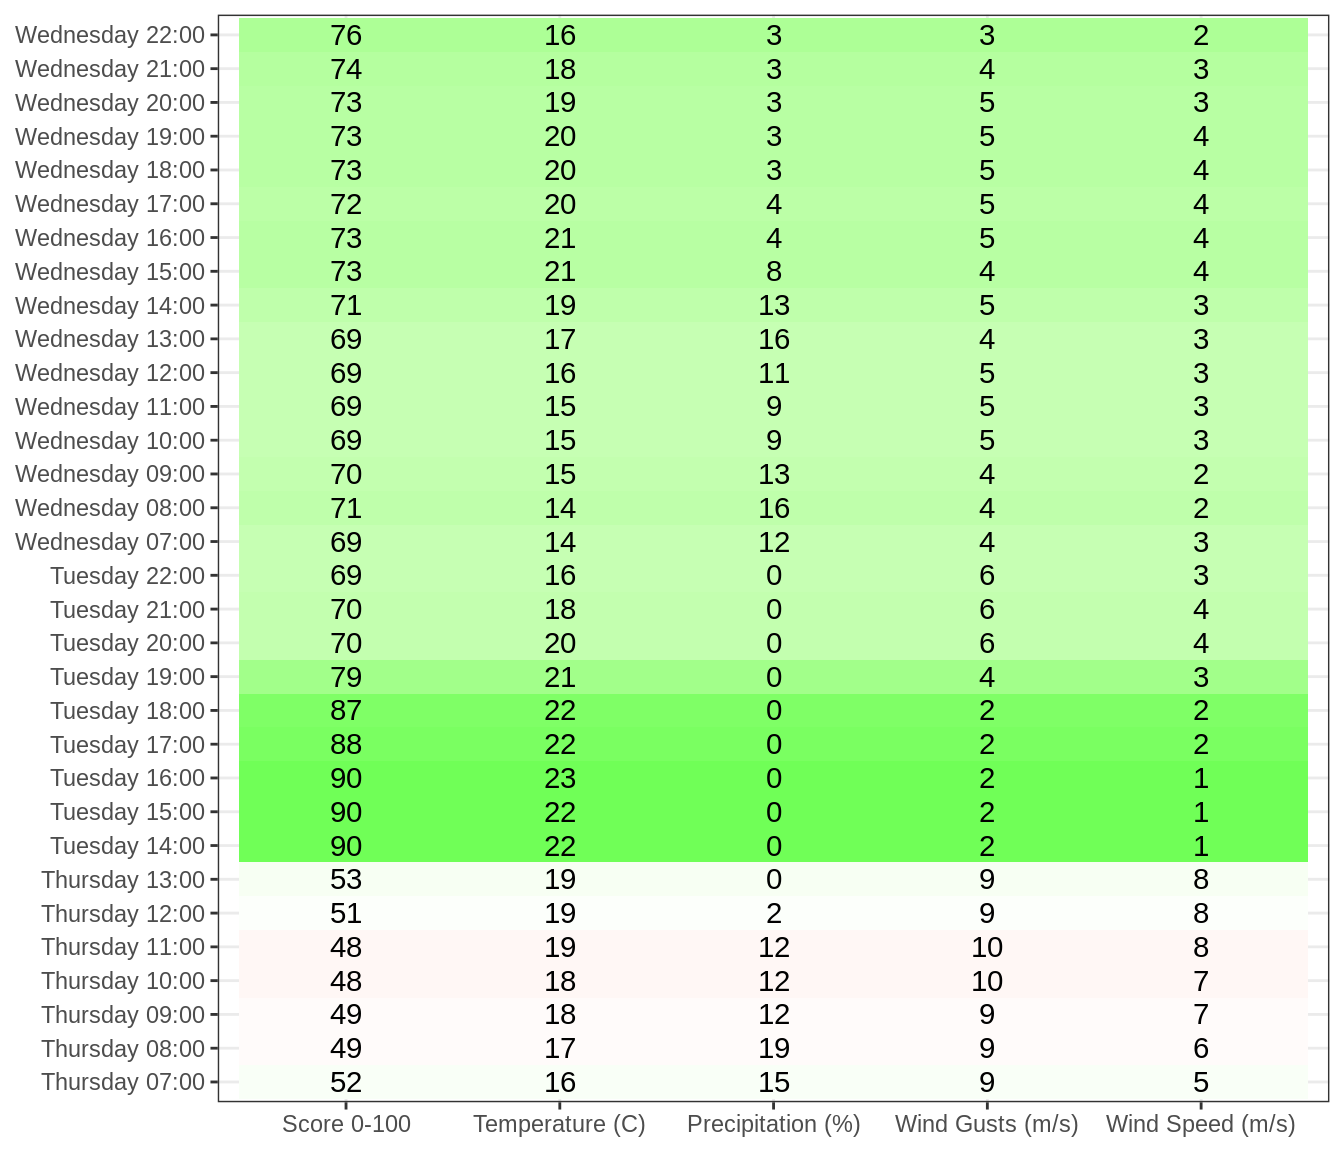 Wednesday 22:00 76 16 3 3 2
Wednesday 21:00 74 18 3 4 3
Wednesday 20:00 73 19 3 5 3
Wednesday 19:00 73 20 3 5 4
Wednesday 18:00 73 20 3 5 4
Wednesday 17:00 72 20 4 5 4
Wednesday 16:00 73 21 4 5 4
Wednesday 15:00 73 21 8 4 4
Wednesday 14:00 71 19 13 5 3
Wednesday 13:00 69 17 16 4 3
Wednesday 12:00 69 16 11 5 3
Wednesday 11:00 69 15 9 5 3
Wednesday 10:00 69 15 9 5 3
Wednesday 09:00 70 15 13 4 2
Wednesday 08:00 71 14 16 4 2
Wednesday 07:00 69 14 12 4 3
Tuesday 22:00 69 16 0 6 3
Tuesday 21:00 70 18 0 6 4
Tuesday 20:00 70 20 0 6 4
Tuesday 19:00 79 21 0 4 3
Tuesday 18:00 87 22 0 2 2
Tuesday 17:00 88 22 0 2 2
Tuesday 16:00 90 23 0 2 1
Tuesday 15:00 90 22 0 2 1
Tuesday 14:00 90 22 0 2 1
Thursday 13:00 53 19 0 9 8
Thursday 12:00 51 19 2 9 8
Thursday 11:00 48 19 12 10 8
Thursday 10:00 48 18 12 10 7
Thursday 09:00 49 18 12 9 7
Thursday 08:00 49 17 19 9 6
Thursday 07:00 52 16 15 9 5
Score 0-100 Temperature (C) Precipitation (%) Wind Gusts (m/s) Wind Speed (m/s)